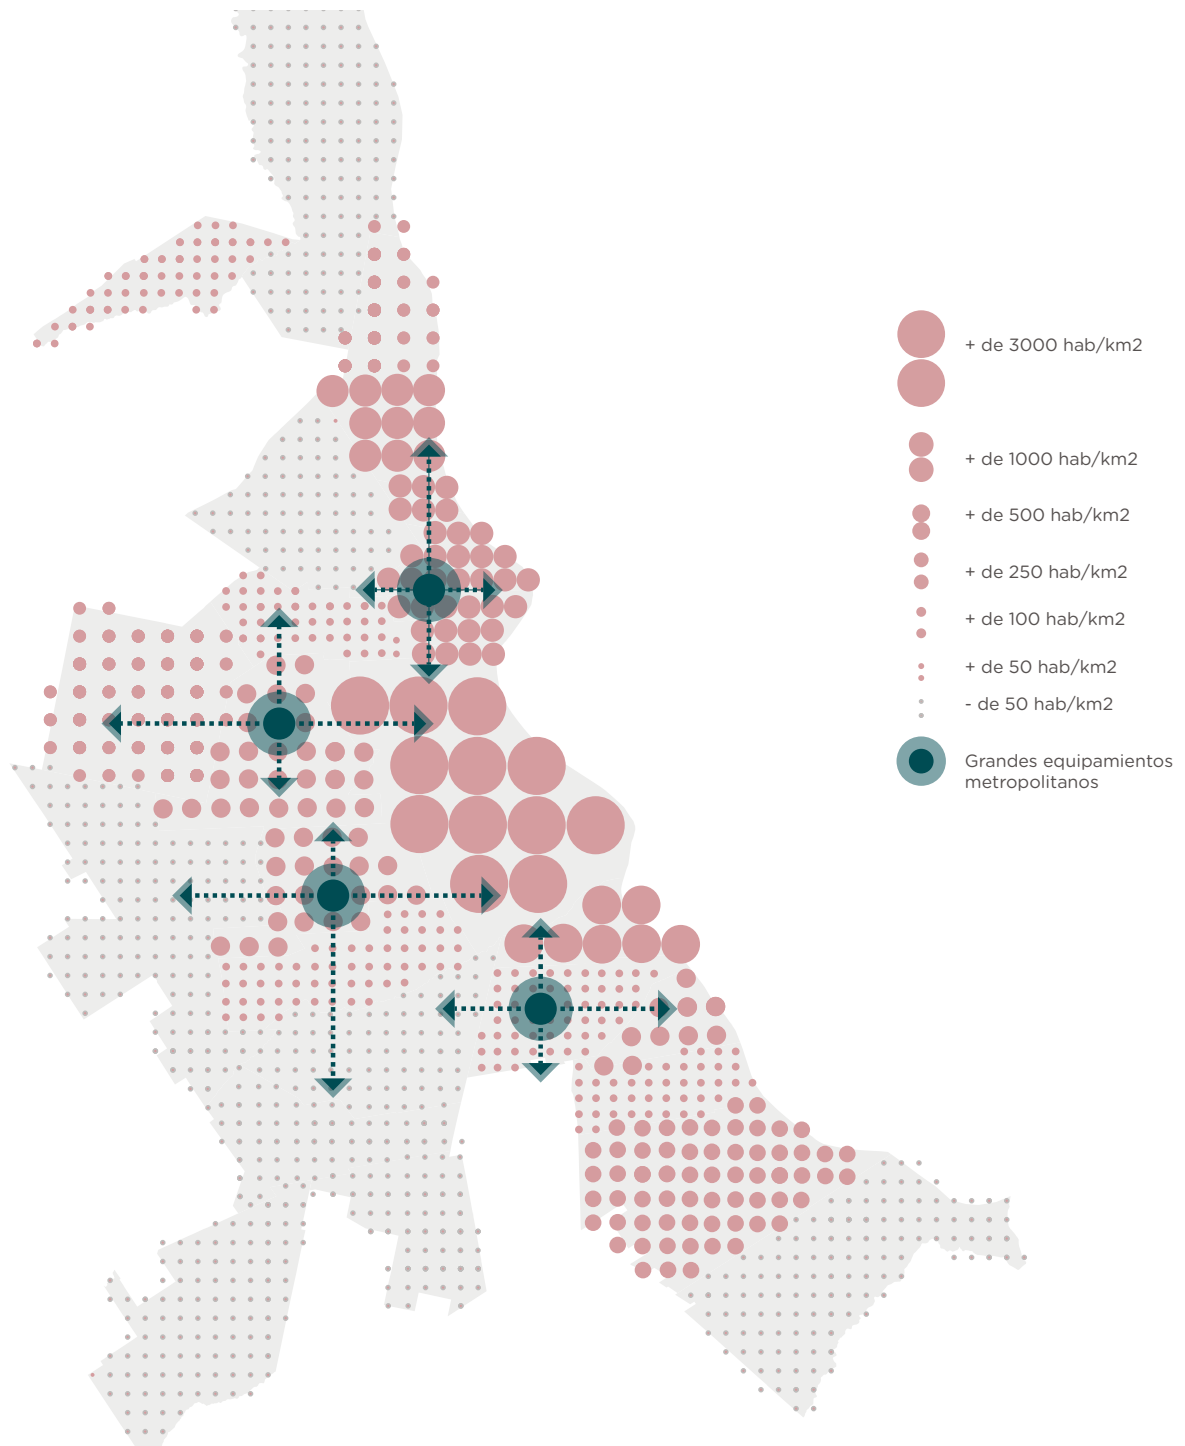 + de 3000 hab/km2
+ de 1000 hab/km2
+ de 500 hab/km2
+ de 250 hab/km2
+ de 100 hab/km2
+ de 50 hab/km2
- de 50 hab/km2
Grandes equipamientos
metropolitanos